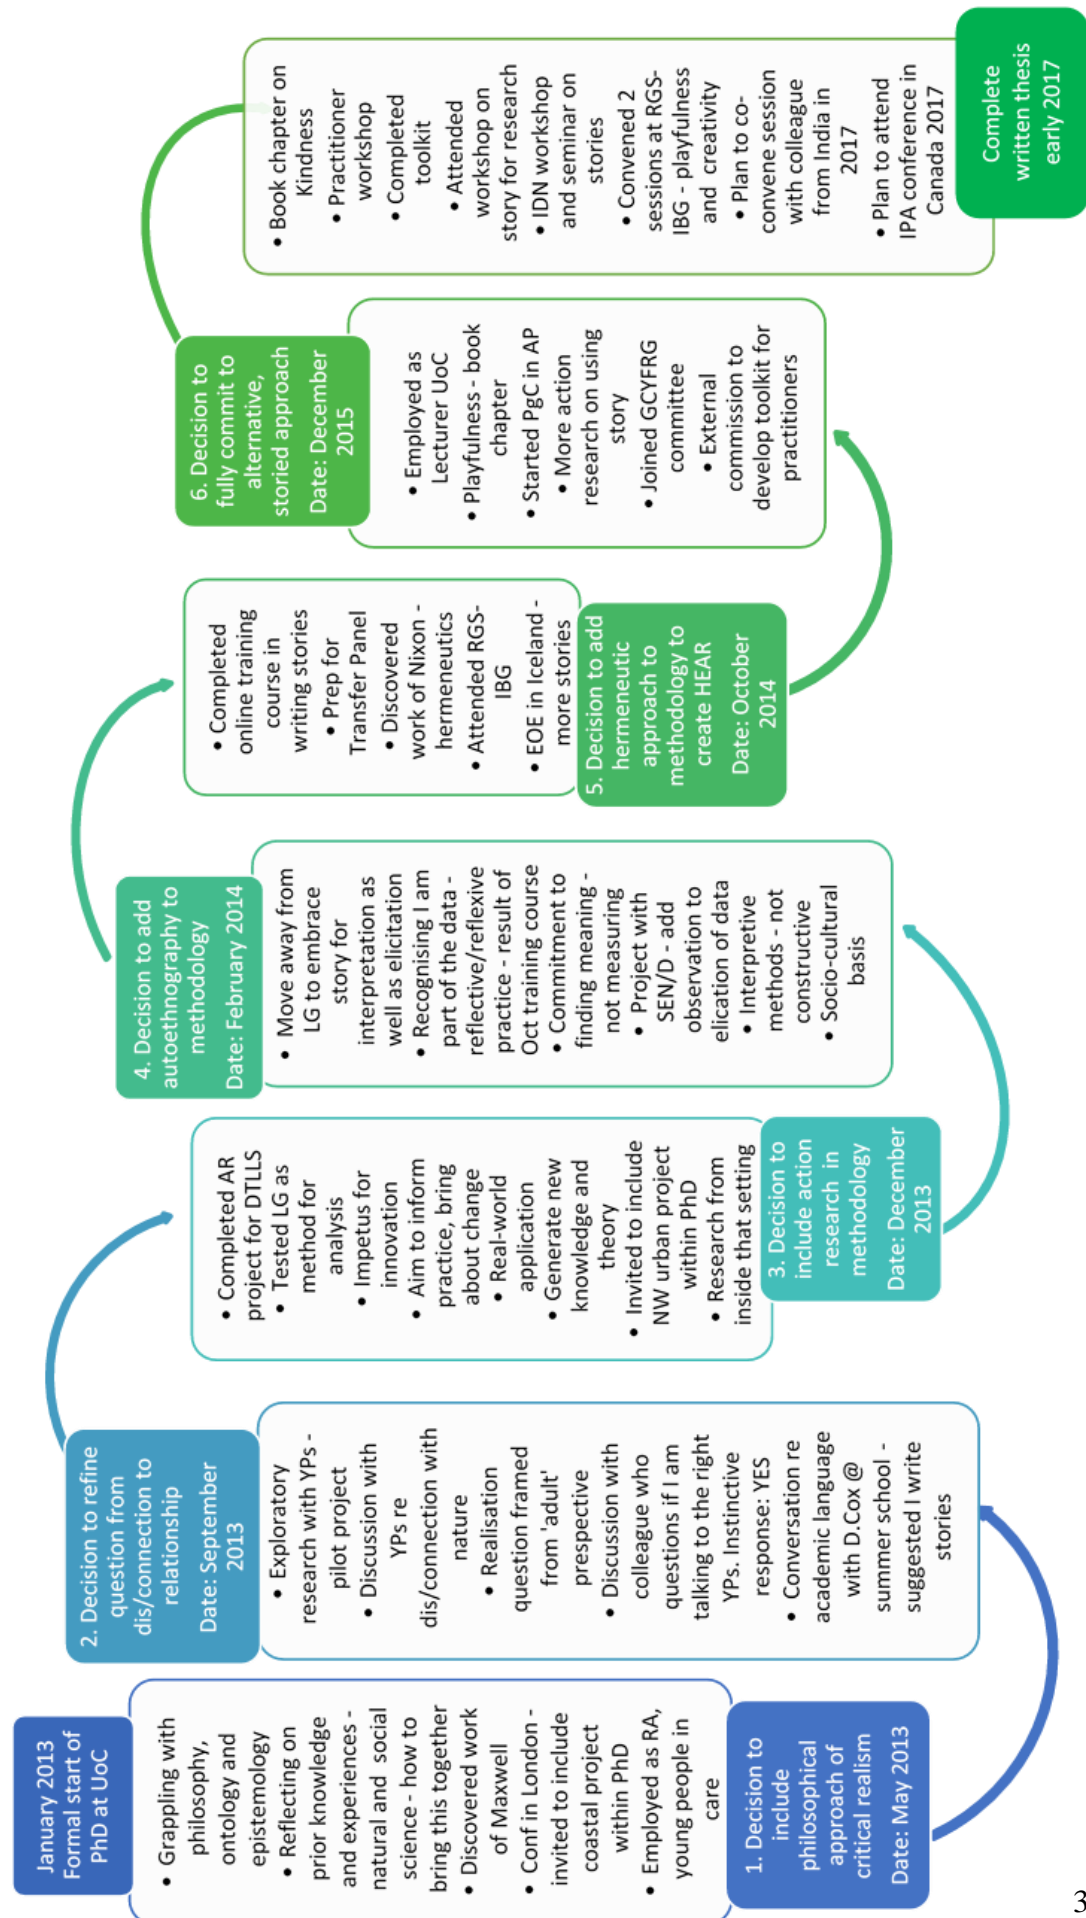 January 2013
Formal start of
PhD at UoC
• Grappling with
philosophy,
ontology and
epistemology
• Reflecting on
prior knowledge
and experiences -
natural and social
science - how to
bring this together
• Discovered work
of Maxwell
• Conf in London -
invited to include
coastal project
within PhD
• Employed as RA,
young people in
care
1. Decision to
include
philosophical
approach of
critical realism
Date: May 2013
2. Decision to refine
question from
dis/connection to
relationship
Date: September
2013
• Exploratory
research with YPs -
pilot project
• Discussion with
YPs re
dis/connection with
nature
• Realisation
question framed
from 'adult'
prespective
• Discussion with
colleague who
questions if I am
talking to the right
YPs. Instinctive
response: YES
• Conversation re
academic language
with D.Cox @
summer school -
suggested I write
stories
• Completed AR
project for DTLLS
• Tested LG as
method for
analysis
• Impetus for
innovation
• Aim to inform
practice, bring
about change
• Real-world
application
• Generate new
knowledge and
theory
• Invited to include
NW urban project
within PhD
• Research from
inside that setting
3. Decision to
include action
research in
methodology
Date: December
2013
4. Decision to add
autoethnography to
methodology
Date: February 2014
• Move away from
LG to embrace
story for
interpretation as
well as elicitation
• Recognising I am
part of the data -
reflective/reflexive
practice - result of
Oct training course
• Commitment to
finding meaning -
not measuring
• Project with
SEN/D - add
observation to
elication of data
• Interpretive
methods - not
constructive
• Socio-cultural
basis
• Completed
online training
course in
writing stories
• Prep for
Transfer Panel
• Discovered
work of Nixon -
hermeneutics
• Attended RGS-
IBG
• EOE in Iceland -
more stories
5. Decision to add
hermeneutic
approach to
methodology to
create HEAR
Date: October
2014
6. Decision to
fully commit to
alternative,
storied approach
Date: December
2015
• Employed as
Lecturer UoC
• Playfulness - book
chapter
• Started PgC in AP
• More action
research on using
story
• Joined GCYFRG
committee
• External
commission to
develop toolkit for
practitioners
• Book chapter on
Kindness
• Practitioner
workshop
• Completed
toolkit
• Attended
workshop on
story for research
• IDN workshop
and seminar on
stories
• Convened 2
sessions at RGS-
IBG - playfulness
and creativity
• Plan to co-
convene session
with colleague
from India in
2017
• Plan to attend
IPA conference in
Canada 2017
Complete
written thesis
early 2017
3